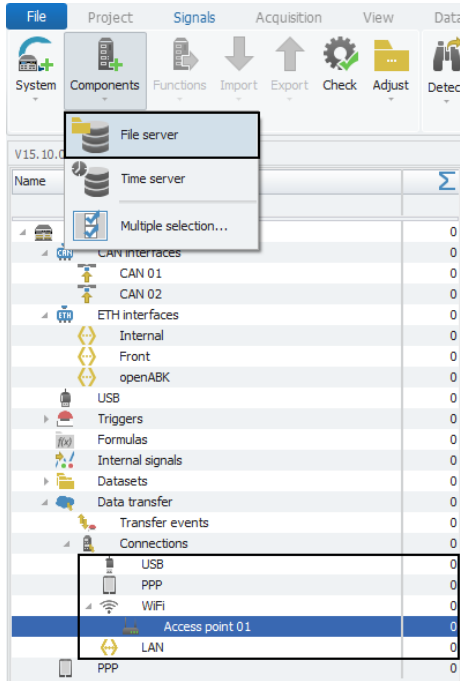 File Project Signals Acquisition View Data
System Components Functions Import Export Check Adjust Detec
File server
V15.10.0
Time server
Name
Multiple selection...
0
CAN CAN interfaces 0
CAN 01 0
CAN 02 0
ETH ETH interfaces 0
Internal 0
Front 0
openABK 0
USB 0
Triggers 0
f(x) Formulas 0
Internal signals 0
Datasets 0
Data transfer 0
Transfer events 0
Connections 0
USB 0
PPP 0
WiFi 0
Access point 01 0
LAN 0
PPP 0